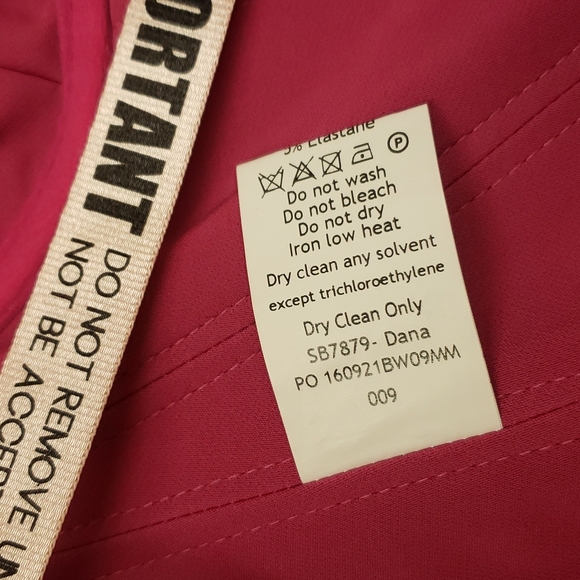 ORTANT
DO NOT REMOVE
NOT BE
5% Elastane
P
Do not wash
Do not bleach
Do not dry
Iron low heat
Dry clean any solvent
except trichloroethylene
Dry Clean Only
SB7879- Dana
PO 160921BW09MM
009